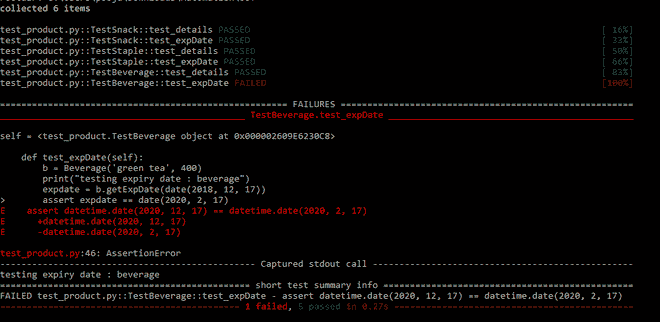 collected 6 items
test_product.py::TestSnack::test_details PASSED [ 16%]
test_product.py::TestSnack::test_expDate PASSED [ 33%]
test_product.py::TestStaple::test_details PASSED [ 50%]
test_product.py::TestStaple::test_expDate PASSED [ 66%]
test_product.py::TestBeverage::test_details PASSED [ 83%]
test_product.py::TestBeverage::test_expDate FAILED [100%]
FAILURES
TestBeverage.test_expDate
self = <test_product.TestBeverage object at 0x000002609E6230C8>
def test_expDate(self):
b = Beverage('green tea', 400)
print("testing expiry date : beverage")
expdate = b.getExpDate(date(2018, 12, 17))
> assert expdate == date(2020, 2, 17)
E assert datetime.date(2020, 12, 17) == datetime.date(2020, 2, 17)
E +datetime.date(2020, 12, 17)
E -datetime.date(2020, 2, 17)
test_product.py:46: AssertionError
Captured stdout call
testing expiry date : beverage
short test summary info
FAILED test_product.py::TestBeverage::test_expDate - assert datetime.date(2020, 12, 17) == datetime.date(2020, 2, 17)
1 failed, 5 passed in 0.27s